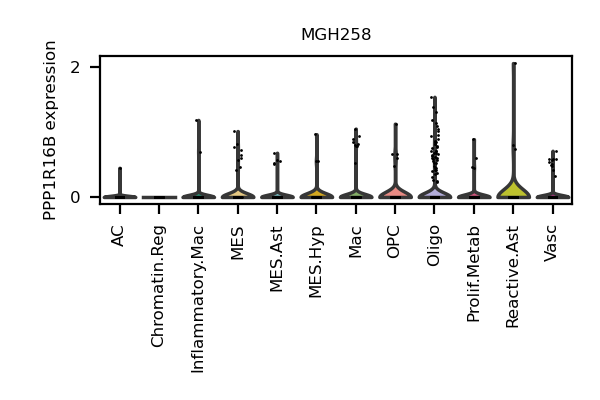 MGH258
PPP1R16B expression
2
0
AC
Chromatin.Reg
Inflammatory.Mac
MES
MES.Ast
MES.Hyp
Mac
OPC
Oligo
Prolif.Metab
Reactive.Ast
Vasc